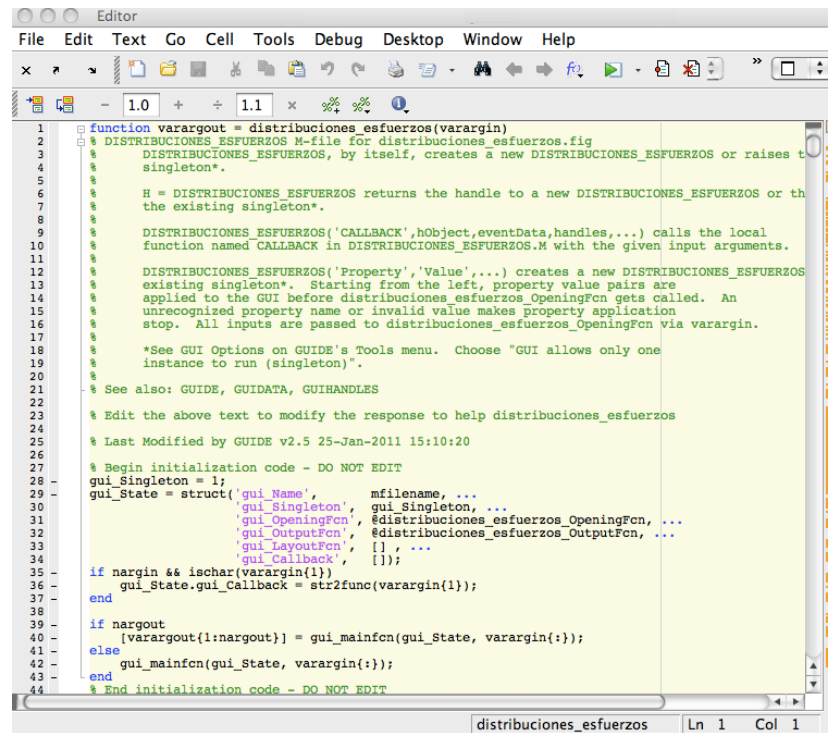 Editor
File Edit Text Go Cell Tools Debug Desktop Window Help
- 1.0 + ÷ 1.1 ×
1 function varargout = distribuciones_esfuerzos(varargin)
2 % DISTRIBUCIONES_ESFUERZOS M-file for distribuciones_esfuerzos.fig
3 % DISTRIBUCIONES_ESFUERZOS, by itself, creates a new DISTRIBUCIONES_ESFUERZOS or raises t
4 % singleton*.
5 %
6 % H = DISTRIBUCIONES_ESFUERZOS returns the handle to a new DISTRIBUCIONES_ESFUERZOS or th
7 % the existing singleton*.
8 %
9 % DISTRIBUCIONES_ESFUERZOS('CALLBACK',hObject,eventData,handles,...) calls the local
10 % function named CALLBACK in DISTRIBUCIONES_ESFUERZOS.M with the given input arguments.
11 %
12 % DISTRIBUCIONES_ESFUERZOS('Property','Value',...) creates a new DISTRIBUCIONES_ESFUERZOS
13 % existing singleton*. Starting from the left, property value pairs are
14 % applied to the GUI before distribuciones_esfuerzos_OpeningFcn gets called. An
15 % unrecognized property name or invalid value makes property application
16 % stop. All inputs are passed to distribuciones_esfuerzos_OpeningFcn via varargin.
17 %
18 % *See GUI Options on GUIDE's Tools menu. Choose "GUI allows only one
19 % instance to run (singleton)".
20 %
21 % See also: GUIDE, GUIDATA, GUIHANDLES
22
23 % Edit the above text to modify the response to help distribuciones_esfuerzos
24
25 % Last Modified by GUIDE v2.5 25-Jan-2011 15:10:20
26
27 % Begin initialization code - DO NOT EDIT
28 - gui_Singleton = 1;
29 - gui_State = struct('gui_Name', mfilename, ...
30 'gui_Singleton', gui_Singleton, ...
31 'gui_OpeningFcn', @distribuciones_esfuerzos_OpeningFcn, ...
32 'gui_OutputFcn', @distribuciones_esfuerzos_OutputFcn, ...
33 'gui_LayoutFcn', [] , ...
34 'gui_Callback', []);
35 - if nargin && ischar(varargin{1})
36 - gui_State.gui_Callback = str2func(varargin{1});
37 - end
38
39 - if nargout
40 - [varargout{1:nargout}] = gui_mainfcn(gui_State, varargin{:});
41 - else
42 - gui_mainfcn(gui_State, varargin{:});
43 - end
44 % End initialization code - DO NOT EDIT
distribuciones_esfuerzos Ln 1 Col 1